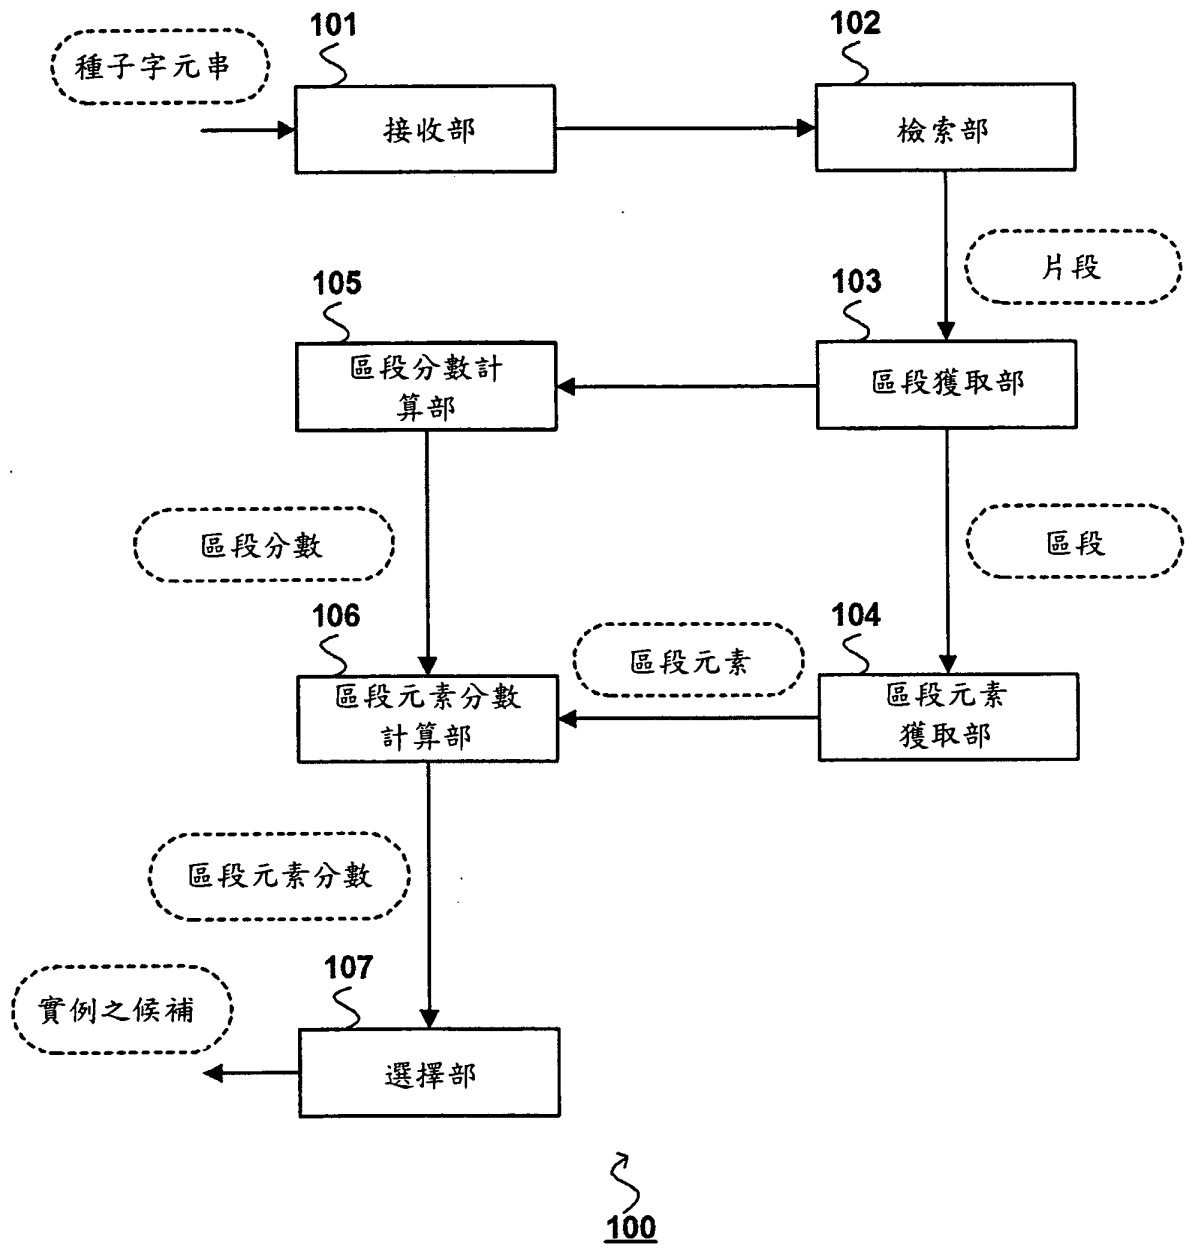 101
102
種子字元串
接收部
檢索部
片段
105
103
區段分數計
算部
區段獲取部
區段分數
區段
106
104
區段元素
區段元素分數
計算部
區段元素
獲取部
區段元素分數
107
實例之候補
選擇部
100